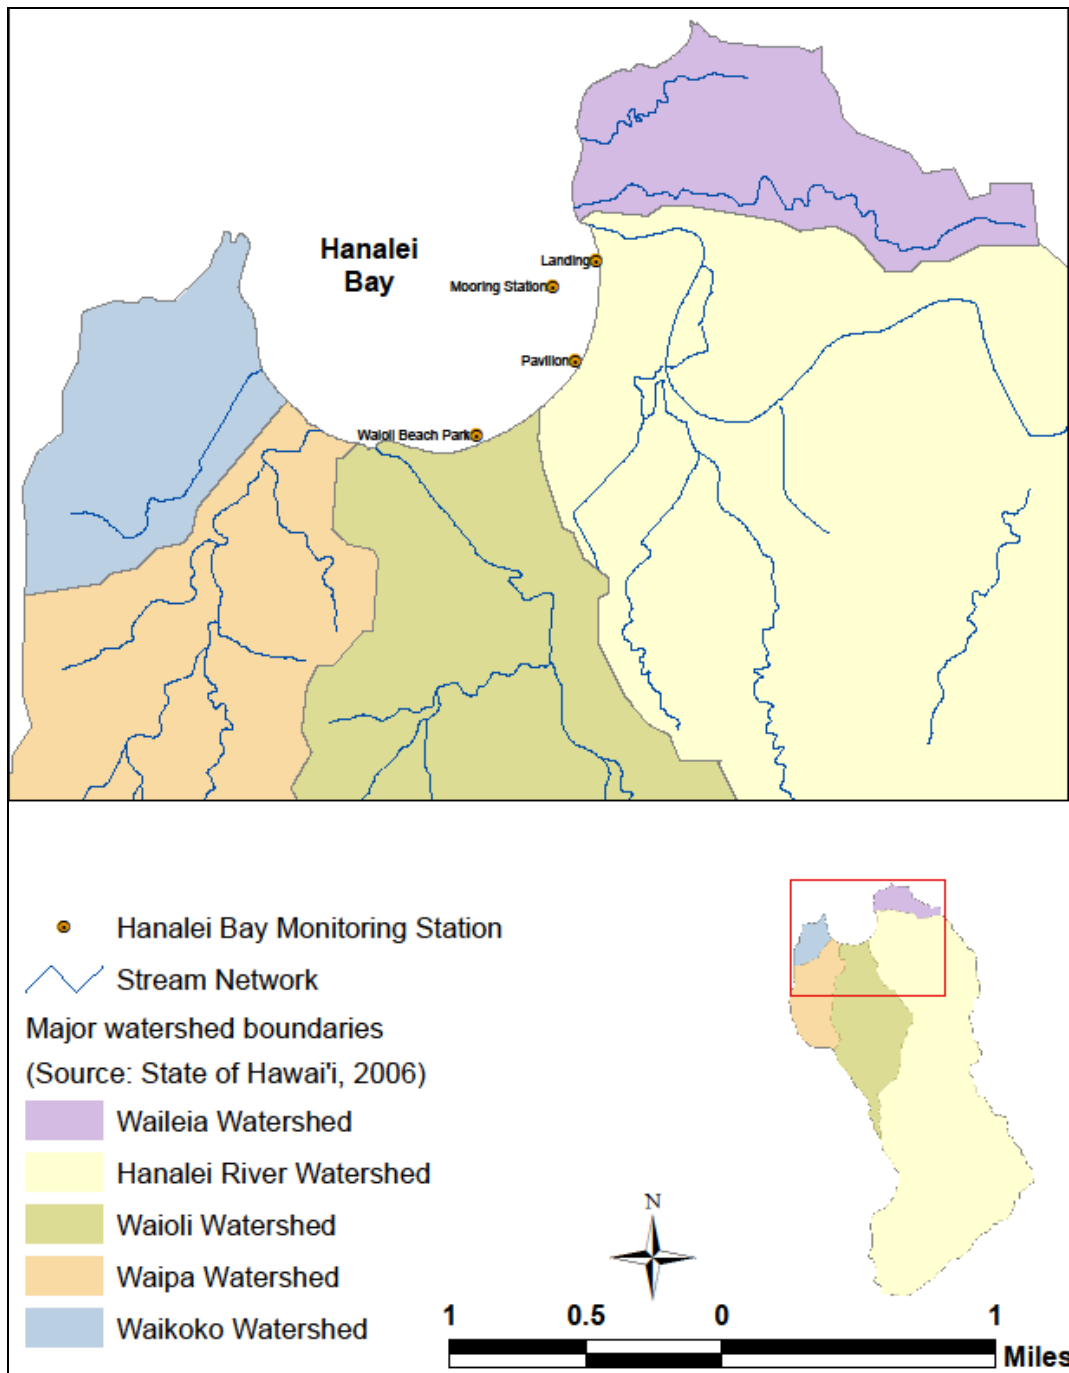 Hanalei
Bay
Landing
Mooring Station
Pavilion
Waioli Beach Park
Hanalei Bay Monitoring Station
Stream Network
Major watershed boundaries
(Source: State of Hawai'i, 2006)
Waileia Watershed
Hanalei River Watershed
Waioli Watershed
Waipa Watershed
Waikoko Watershed
N
1 0.5 0 1
Miles